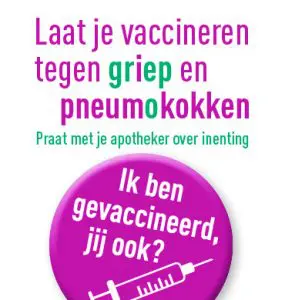 Laat je vaccineren
tegen griep en
pneumokokken
Praat met je apotheker over inenting
Ik ben
gevaccineerd,
jij ook?